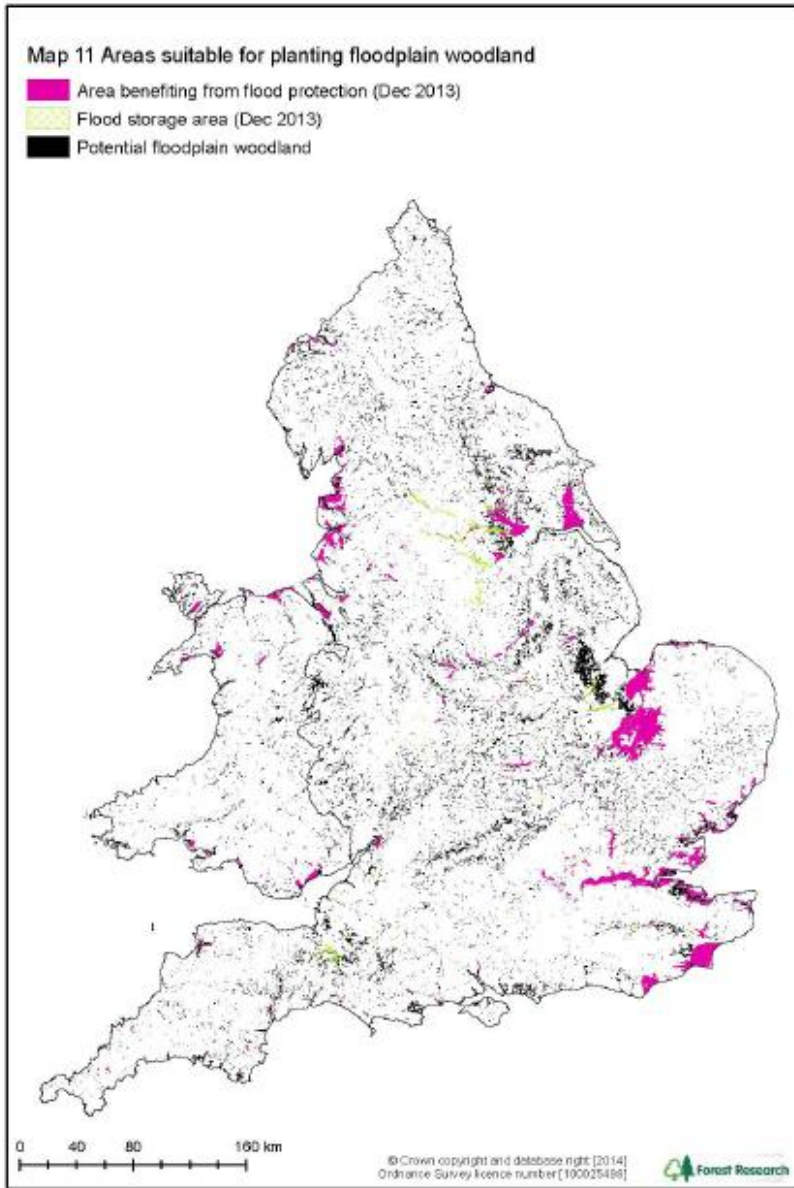 Map 11 Areas suitable for planting floodplain woodland
Area benefiting from flood protection (Dec 2013)
Flood storage area (Dec 2013)
Potential floodplain woodland
0 40 80 160 km
© Crown copyright and database right [2014]
Ordnance Survey licence number [100025498]
Forest Research